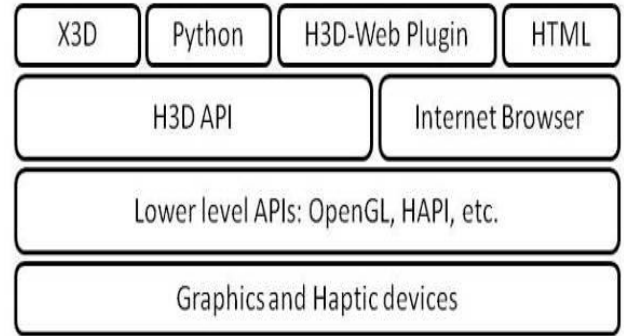 X3D Python H3D-Web Plugin HTML
H3D API Internet Browser
Lower level APIs: OpenGL, HAPI, etc.
Graphics and Haptic devices